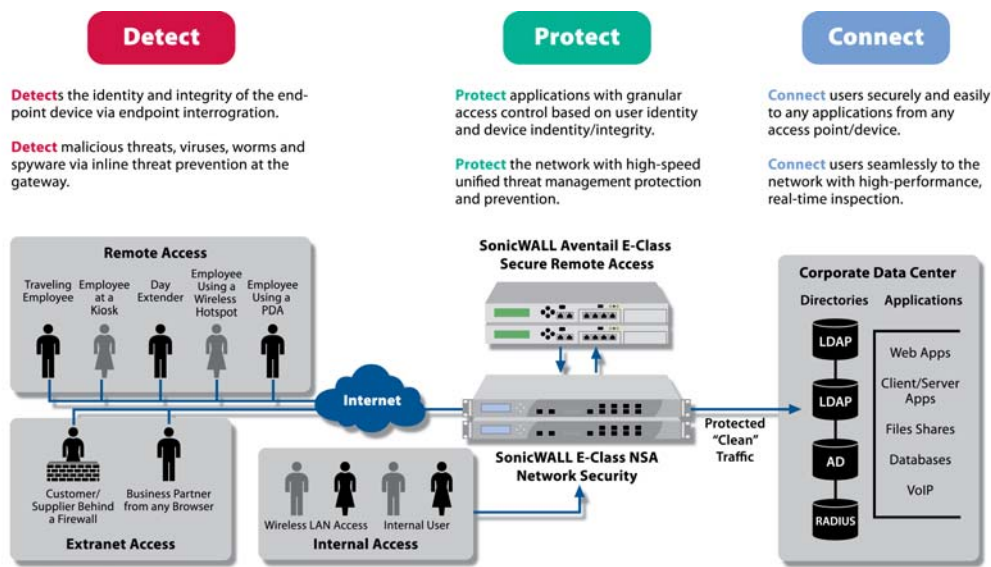 Detect
Detects the identity and integrity of the end-
point device via endpoint interrogration.
Detect malicious threats, viruses, worms and
spyware via inline threat prevention at the
gateway.
Protect
Protect applications with granular
access control based on user identity
and device indentity/integrity.
Protect the network with high-speed
unified threat management protection
and prevention.
Connect
Connect users securely and easily
to any applications from any
access point/device.
Connect users seamlessly to the
network with high-performance,
real-time inspection.
Remote Access
Traveling
Employee
Employee
at a
Kiosk
Day
Extender
Employee
Using a
Wireless
Hotspot
Employee
Using a
PDA
Internet
Customer/
Supplier Behind
a Firewall
Business Partner
from any Browser
Extranet Access
Wireless LAN Access
Internal User
Internal Access
SonicWALL Aventail E-Class
Secure Remote Access
SonicWALL E-Class NSA
Network Security
Protected
"Clean"
Traffic
Corporate Data Center
Directories
LDAP
LDAP
AD
RADIUS
Applications
Web Apps
Client/Server
Apps
Files Shares
Databases
VoIP